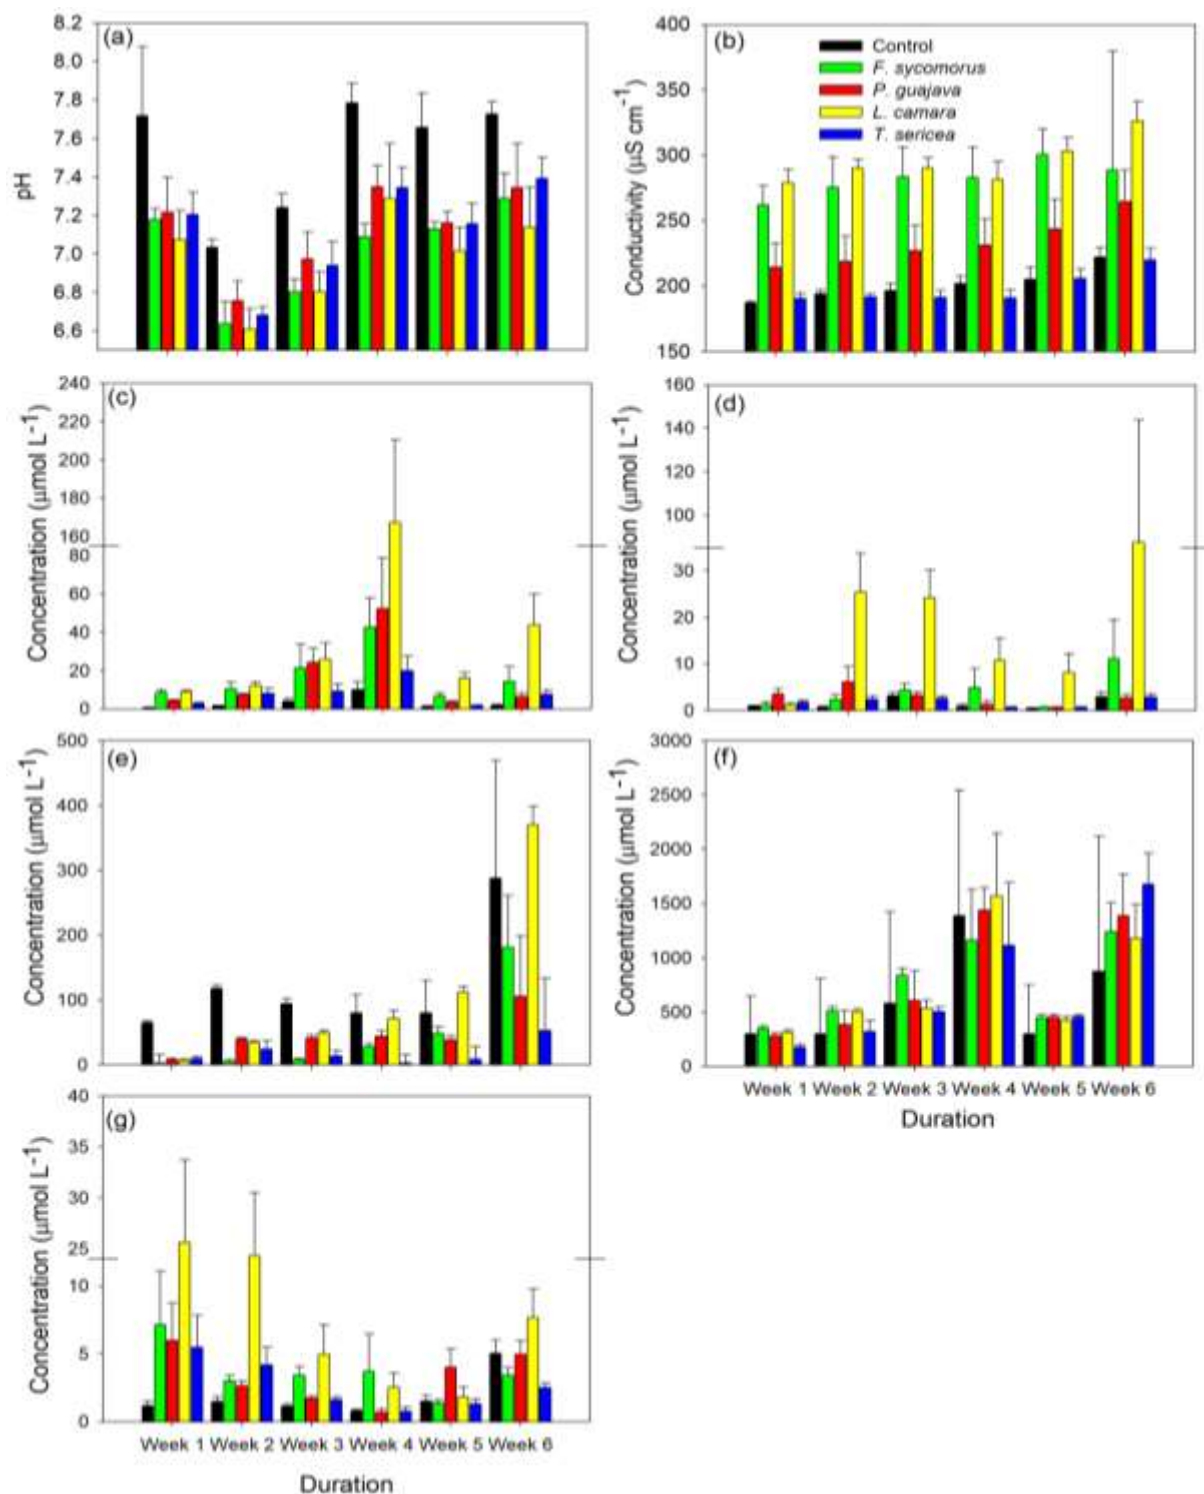 (a)
8.2
8.0
7.8
7.6
7.4
7.2
7.0
6.8
6.6
pH
(b)
400
350
300
250
200
150
Conductivity (µS cm⁻¹)
Control
F. sycomorus
P. guajava
L. camara
T. sericea
(c)
240
220
200
180
160
80
60
40
20
0
Concentration (µmol L⁻¹)
(d)
160
140
120
100
30
20
10
0
Concentration (µmol L⁻¹)
(e)
500
400
300
200
100
0
Concentration (µmol L⁻¹)
(f)
3000
2500
2000
1500
1000
500
0
Concentration (µmol L⁻¹)
Week 1 Week 2 Week 3 Week 4 Week 5 Week 6
Duration
(g)
40
35
30
25
10
5
0
Concentration (µmol L⁻¹)
Week 1 Week 2 Week 3 Week 4 Week 5 Week 6
Duration